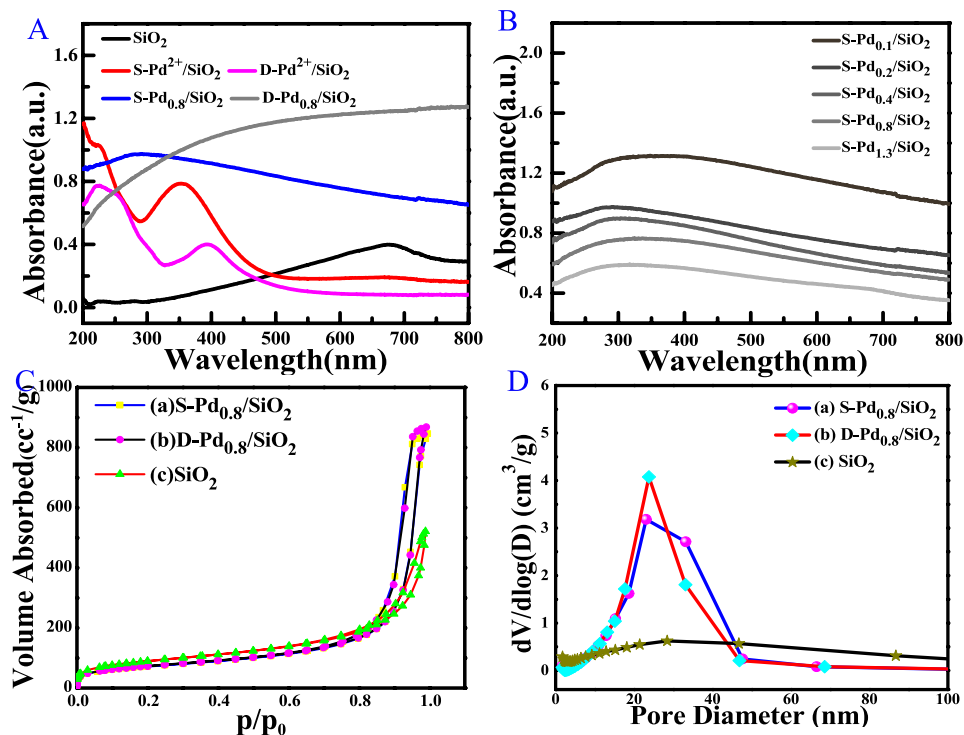 A
SiO₂
S-Pd²⁺/SiO₂ D-Pd²⁺/SiO₂
S-Pd₀.₈/SiO₂ D-Pd₀.₈/SiO₂
Absorbance(a.u.)
1.6
1.2
0.8
0.4
0.0
200 300 400 500 600 700 800
Wavelength(nm)
B
S-Pd₀.₁/SiO₂
S-Pd₀.₂/SiO₂
S-Pd₀.₄/SiO₂
S-Pd₀.₈/SiO₂
S-Pd₁.₃/SiO₂
Absorbance(a.u.)
2.0
1.6
1.2
0.8
0.4
200 300 400 500 600 700 800
Wavelength(nm)
C
(a)S-Pd₀.₈/SiO₂
(b)D-Pd₀.₈/SiO₂
(c)SiO₂
Volume Absorbed(cc⁻¹/g)
1000
800
600
400
200
0
0.0 0.2 0.4 0.6 0.8 1.0
p/p₀
D
(a) S-Pd₀.₈/SiO₂
(b) D-Pd₀.₈/SiO₂
(c) SiO₂
dV/dlog(D) (cm³/g)
6
5
4
3
2
1
0
0 20 40 60 80 100
Pore Diameter (nm)